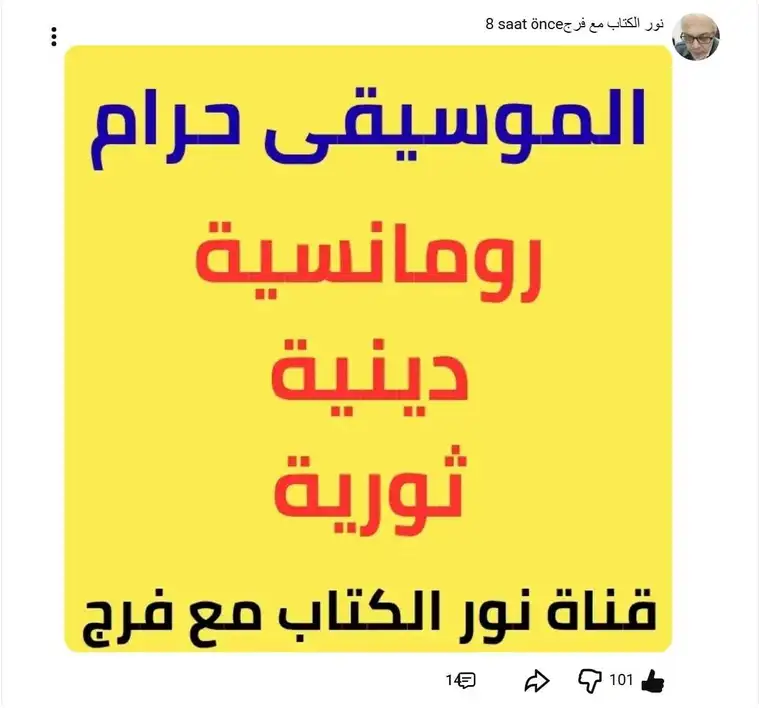 نور الكتاب مع فرج 8 saat önce
الموسيقى حرام
رومانسية
دينية
ثورية
قناة نور الكتاب مع فرج
101
14